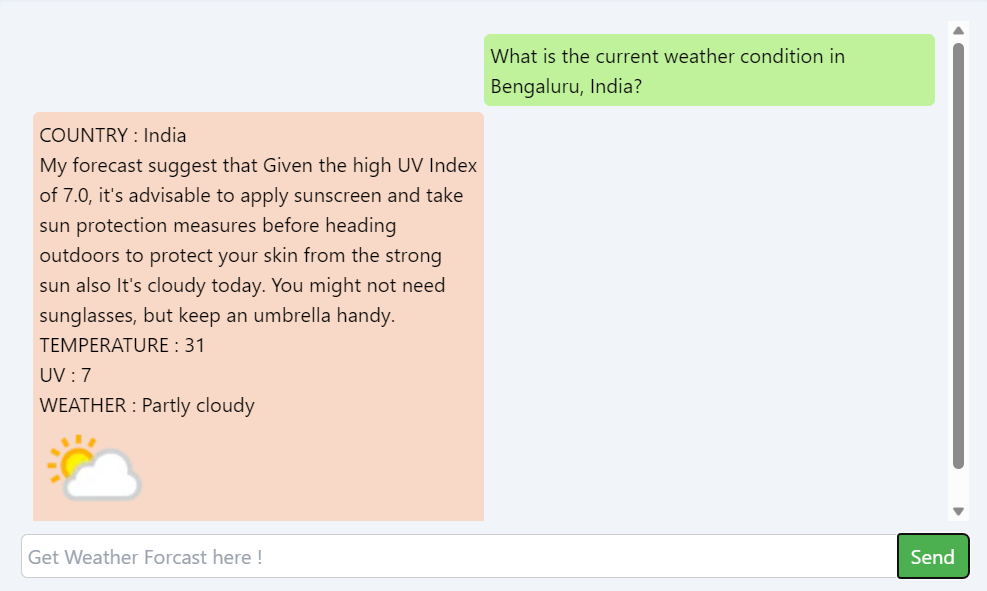 What is the current weather condition in
Bengaluru, India?
COUNTRY : India
My forecast suggest that Given the high UV Index
of 7.0, it's advisable to apply sunscreen and take
sun protection measures before heading
outdoors to protect your skin from the strong
sun also It's cloudy today. You might not need
sunglasses, but keep an umbrella handy.
TEMPERATURE : 31
UV : 7
WEATHER : Partly cloudy
Get Weather Forcast here !
Send